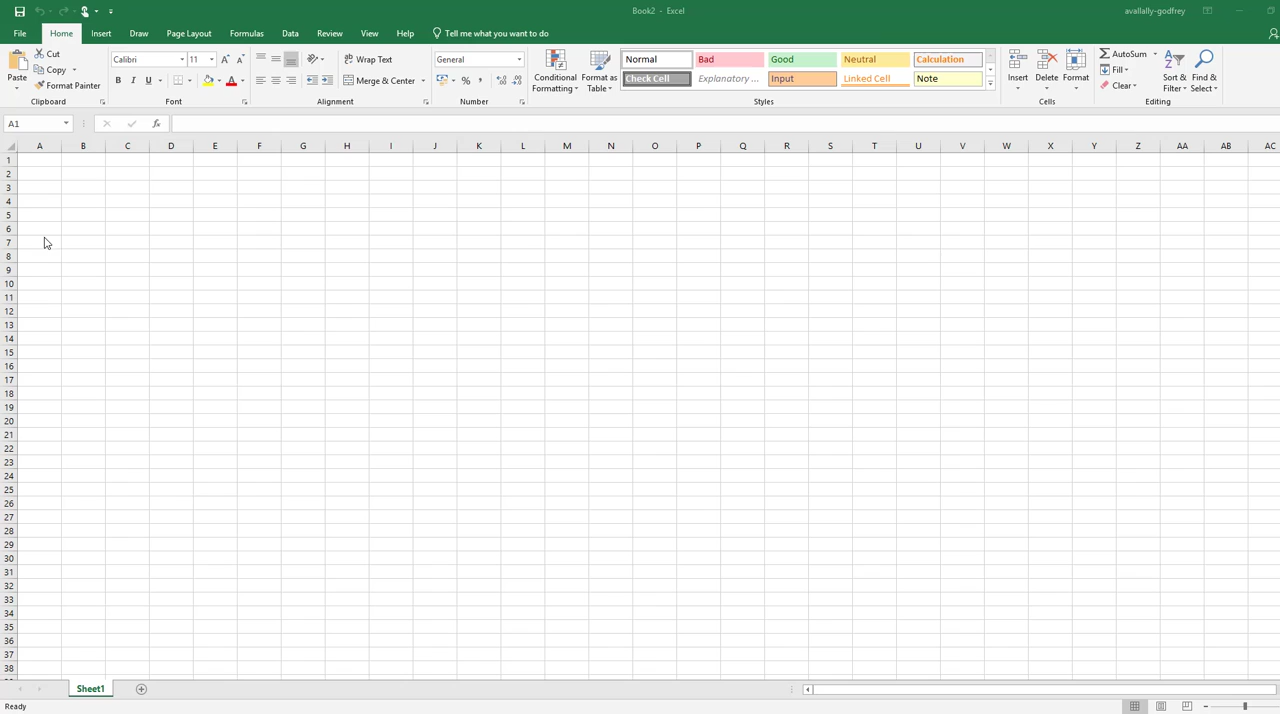 Book2 - Excel
avallally-godfrey
File Home Insert Draw Page Layout Formulas Data Review View Help Tell me what you want to do
Paste
Cut
Copy
Format Painter
Clipboard
Calibri 11 A A
B I U A
Font
ab Wrap Text
Merge & Center
Alignment
General
% ,
Number
Conditional Formatting
Format as Table
Normal Bad Good Neutral Calculation
Check Cell Explanatory ... Input Linked Cell Note
Styles
Insert Delete Format
Cells
AutoSum
Fill
Clear
Sort & Filter
Find & Select
Editing
A1 fx
A B C D E F G H I J K L M N O P Q R S T U V W X Y Z AA AB AC
1
2
3
4
5
6
7
8
9
10
11
12
13
14
15
16
17
18
19
20
21
22
23
24
25
26
27
28
29
30
31
32
33
34
35
36
37
38
Sheet1
Ready